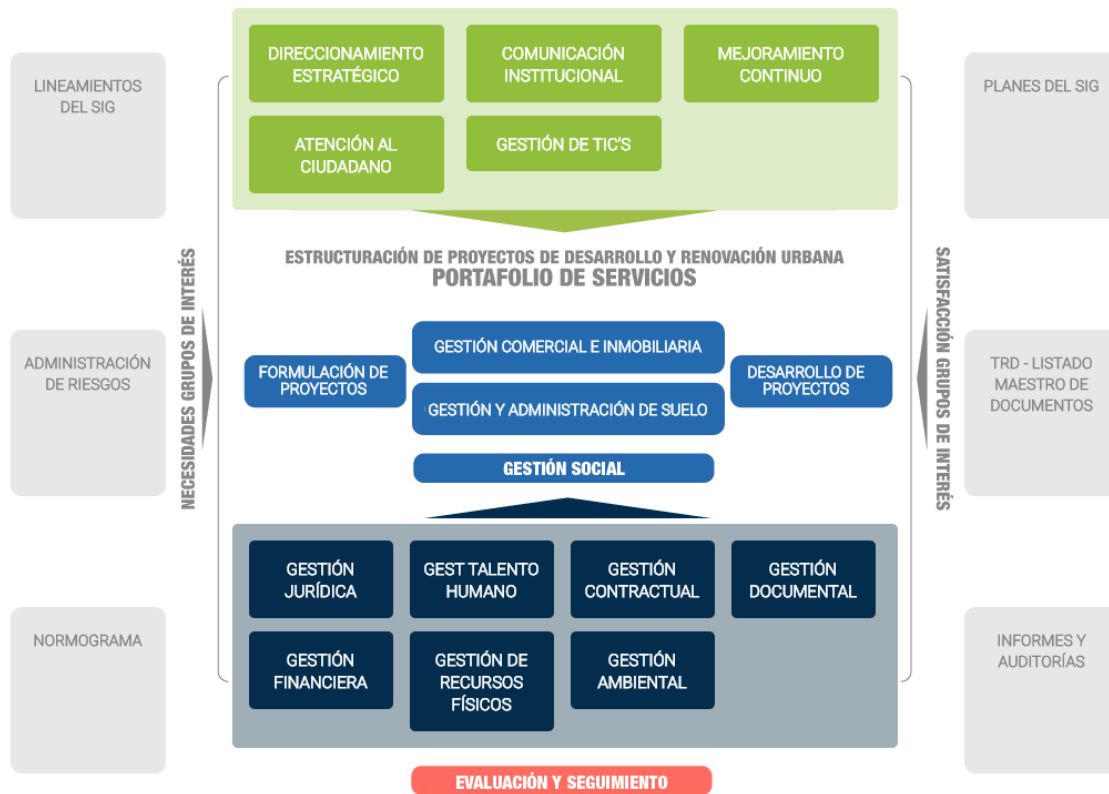 DIRECCIONAMIENTO
ESTRATÉGICO
COMUNICACIÓN
INSTITUCIONAL
MEJORAMIENTO
CONTINUO
ATENCIÓN AL
CIUDADANO
GESTIÓN DE TIC'S
LINEAMIENTOS
DEL SIG
ADMINISTRACIÓN
DE RIESGOS
NORMOGRAMA
NECESIDADES GRUPOS DE INTERÉS
ESTRUCTURACIÓN DE PROYECTOS DE DESARROLLO Y RENOVACIÓN URBANA
PORTAFOLIO DE SERVICIOS
FORMULACIÓN DE
PROYECTOS
GESTIÓN COMERCIAL E INMOBILIARIA
GESTIÓN Y ADMINISTRACIÓN DE SUELO
DESARROLLO DE
PROYECTOS
GESTIÓN SOCIAL
GESTIÓN
JURÍDICA
GEST TALENTO
HUMANO
GESTIÓN
CONTRACTUAL
GESTIÓN
DOCUMENTAL
GESTIÓN
FINANCIERA
GESTIÓN DE
RECURSOS
FÍSICOS
GESTIÓN
AMBIENTAL
EVALUACIÓN Y SEGUIMIENTO
SATISFACCIÓN GRUPOS DE INTERÉS
PLANES DEL SIG
TRD - LISTADO
MAESTRO DE
DOCUMENTOS
INFORMES Y
AUDITORÍAS